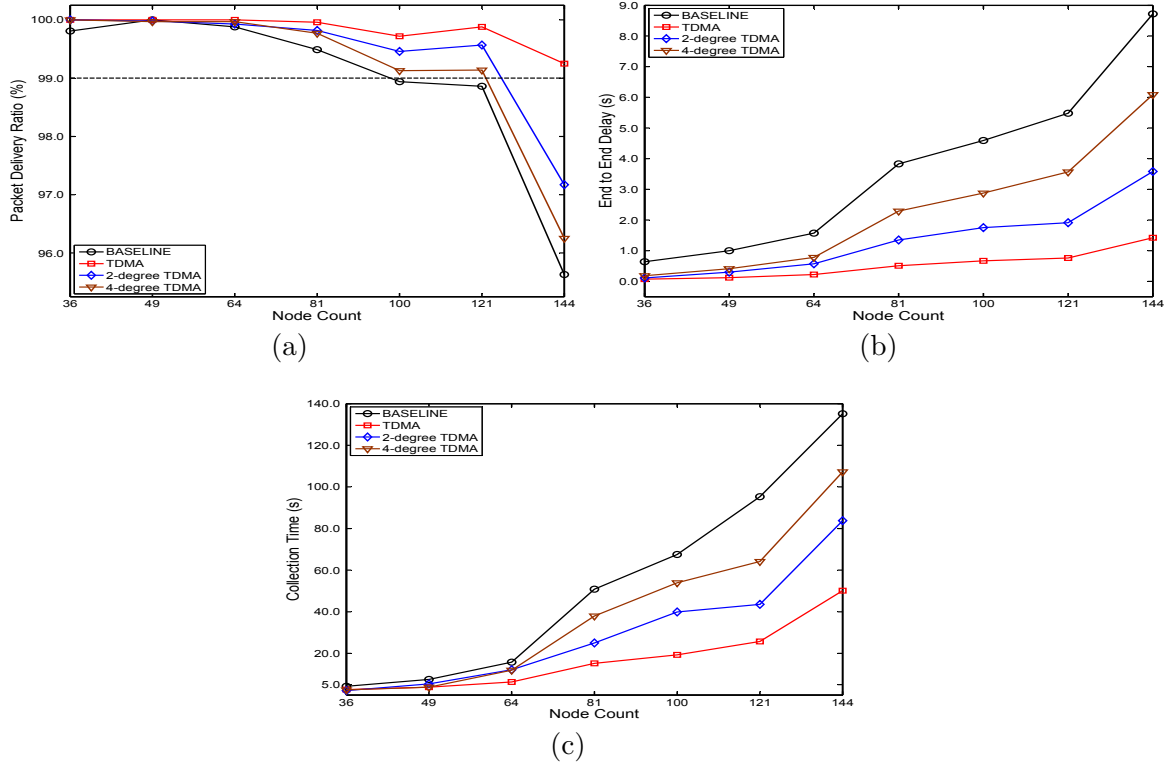 100.0
99.0
98.0
97.0
96.0
Packet Delivery Ratio (%)
BASELINE
TDMA
2-degree TDMA
4-degree TDMA
36 49 64 81 100 121 144
Node Count
(a)
9.0
8.0
7.0
6.0
5.0
4.0
3.0
2.0
1.0
0.0
End to End Delay (s)
BASELINE
TDMA
2-degree TDMA
4-degree TDMA
36 49 64 81 100 121 144
Node Count
(b)
140.0
120.0
100.0
80.0
60.0
40.0
20.0
5.0
Collection Time (s)
BASELINE
TDMA
2-degree TDMA
4-degree TDMA
36 49 64 81 100 121 144
Node Count
(c)